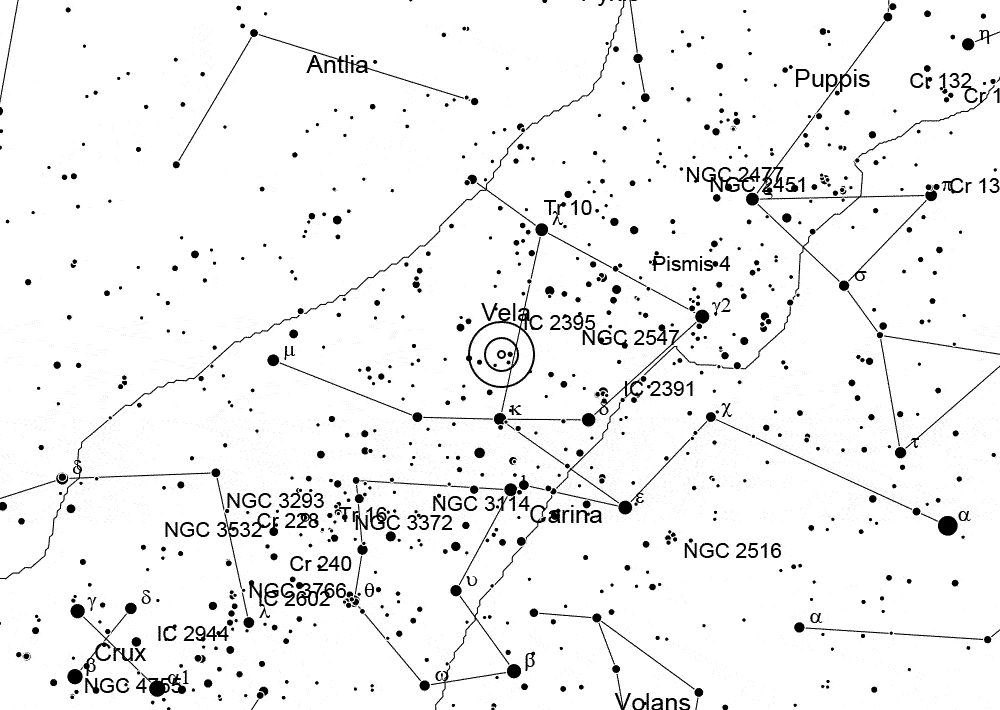 Antlia
Puppis
η
Cr 132
NGC 2477
NGC 2451
π
Tr 10
λ
Pismis 4
σ
Vela
γ2
IC 2395
NGC 2547
μ
IC 2391
κ
δ
χ
τ
δ
NGC 3293
NGC 3114
ε
α
Cr 228
Tr 16
NGC 3372
Carina
NGC 3532
NGC 2516
Cr 240
NGC 3766
θ
υ
IC 2602
γ
δ
λ
α
IC 2944
Crux
β
β
ω
α1
NGC 4755
Volans